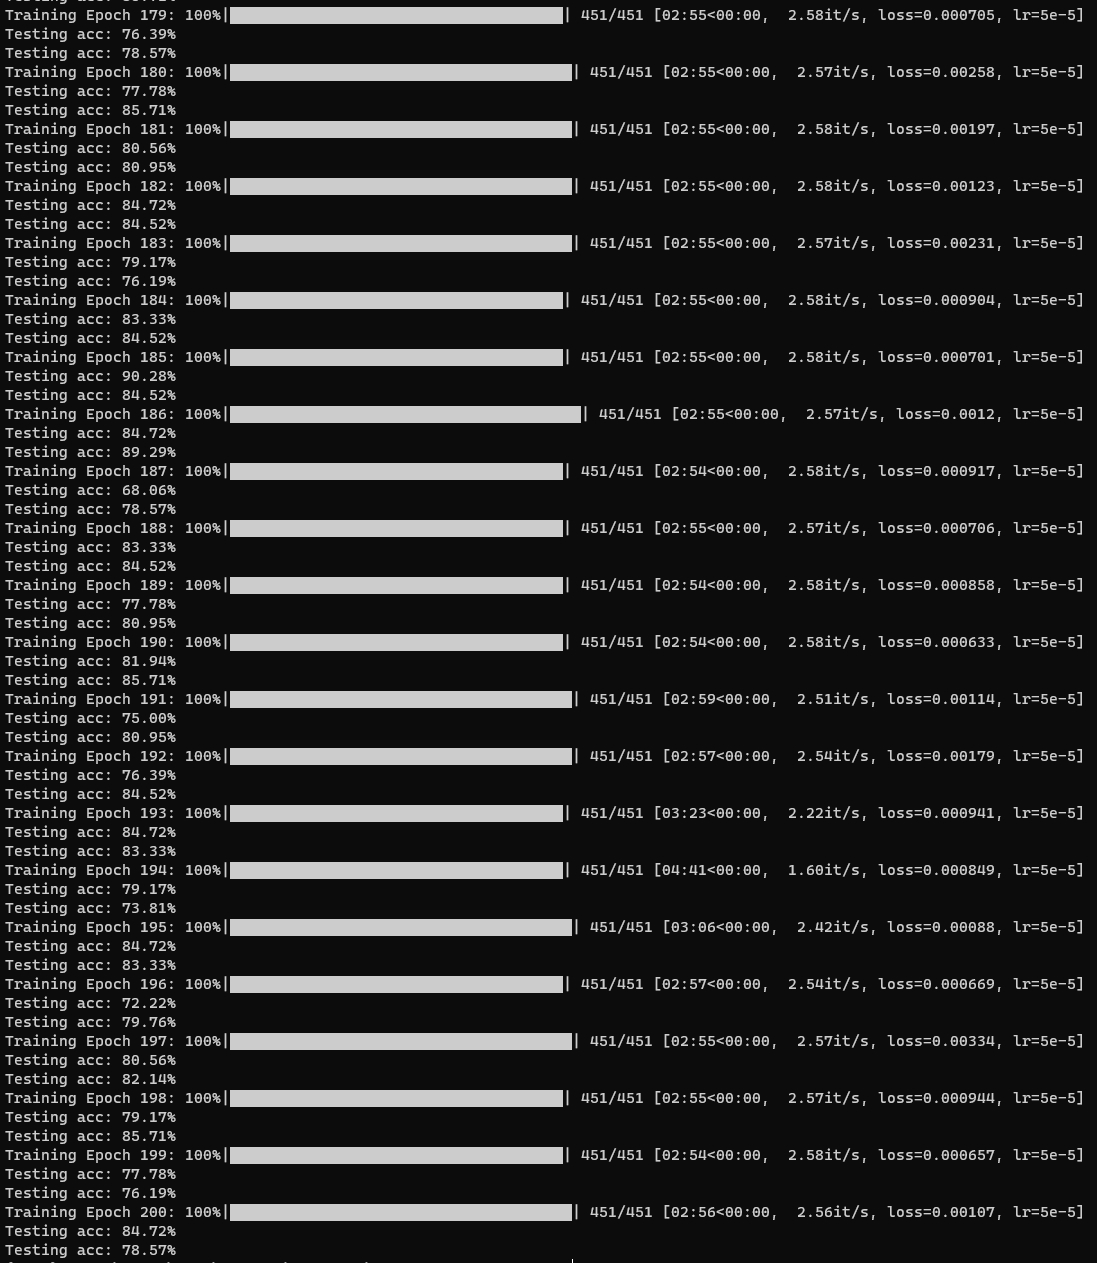 Training Epoch 179: 100%| | 451/451 [02:55<00:00, 2.58it/s, loss=0.000705, lr=5e-5]
Testing acc: 76.39%
Testing acc: 78.57%
Training Epoch 180: 100%| | 451/451 [02:55<00:00, 2.57it/s, loss=0.00258, lr=5e-5]
Testing acc: 77.78%
Testing acc: 85.71%
Training Epoch 181: 100%| | 451/451 [02:55<00:00, 2.58it/s, loss=0.00197, lr=5e-5]
Testing acc: 80.56%
Testing acc: 80.95%
Training Epoch 182: 100%| | 451/451 [02:55<00:00, 2.58it/s, loss=0.00123, lr=5e-5]
Testing acc: 84.72%
Testing acc: 84.52%
Training Epoch 183: 100%| | 451/451 [02:55<00:00, 2.57it/s, loss=0.00231, lr=5e-5]
Testing acc: 79.17%
Testing acc: 76.19%
Training Epoch 184: 100%| | 451/451 [02:55<00:00, 2.58it/s, loss=0.000904, lr=5e-5]
Testing acc: 83.33%
Testing acc: 84.52%
Training Epoch 185: 100%| | 451/451 [02:55<00:00, 2.58it/s, loss=0.000701, lr=5e-5]
Testing acc: 90.28%
Testing acc: 84.52%
Training Epoch 186: 100%| | 451/451 [02:55<00:00, 2.57it/s, loss=0.0012, lr=5e-5]
Testing acc: 84.72%
Testing acc: 89.29%
Training Epoch 187: 100%| | 451/451 [02:54<00:00, 2.58it/s, loss=0.000917, lr=5e-5]
Testing acc: 68.06%
Testing acc: 78.57%
Training Epoch 188: 100%| | 451/451 [02:55<00:00, 2.57it/s, loss=0.000706, lr=5e-5]
Testing acc: 83.33%
Testing acc: 84.52%
Training Epoch 189: 100%| | 451/451 [02:54<00:00, 2.58it/s, loss=0.000858, lr=5e-5]
Testing acc: 77.78%
Testing acc: 80.95%
Training Epoch 190: 100%| | 451/451 [02:54<00:00, 2.58it/s, loss=0.000633, lr=5e-5]
Testing acc: 81.94%
Testing acc: 85.71%
Training Epoch 191: 100%| | 451/451 [02:59<00:00, 2.51it/s, loss=0.00114, lr=5e-5]
Testing acc: 75.00%
Testing acc: 80.95%
Training Epoch 192: 100%| | 451/451 [02:57<00:00, 2.54it/s, loss=0.00179, lr=5e-5]
Testing acc: 76.39%
Testing acc: 84.52%
Training Epoch 193: 100%| | 451/451 [03:23<00:00, 2.22it/s, loss=0.000941, lr=5e-5]
Testing acc: 84.72%
Testing acc: 83.33%
Training Epoch 194: 100%| | 451/451 [04:41<00:00, 1.60it/s, loss=0.000849, lr=5e-5]
Testing acc: 79.17%
Testing acc: 73.81%
Training Epoch 195: 100%| | 451/451 [03:06<00:00, 2.42it/s, loss=0.00088, lr=5e-5]
Testing acc: 84.72%
Testing acc: 83.33%
Training Epoch 196: 100%| | 451/451 [02:57<00:00, 2.54it/s, loss=0.000669, lr=5e-5]
Testing acc: 72.22%
Testing acc: 79.76%
Training Epoch 197: 100%| | 451/451 [02:55<00:00, 2.57it/s, loss=0.00334, lr=5e-5]
Testing acc: 80.56%
Testing acc: 82.14%
Training Epoch 198: 100%| | 451/451 [02:55<00:00, 2.57it/s, loss=0.000944, lr=5e-5]
Testing acc: 79.17%
Testing acc: 85.71%
Training Epoch 199: 100%| | 451/451 [02:54<00:00, 2.58it/s, loss=0.000657, lr=5e-5]
Testing acc: 77.78%
Testing acc: 76.19%
Training Epoch 200: 100%| | 451/451 [02:56<00:00, 2.56it/s, loss=0.00107, lr=5e-5]
Testing acc: 84.72%
Testing acc: 78.57%